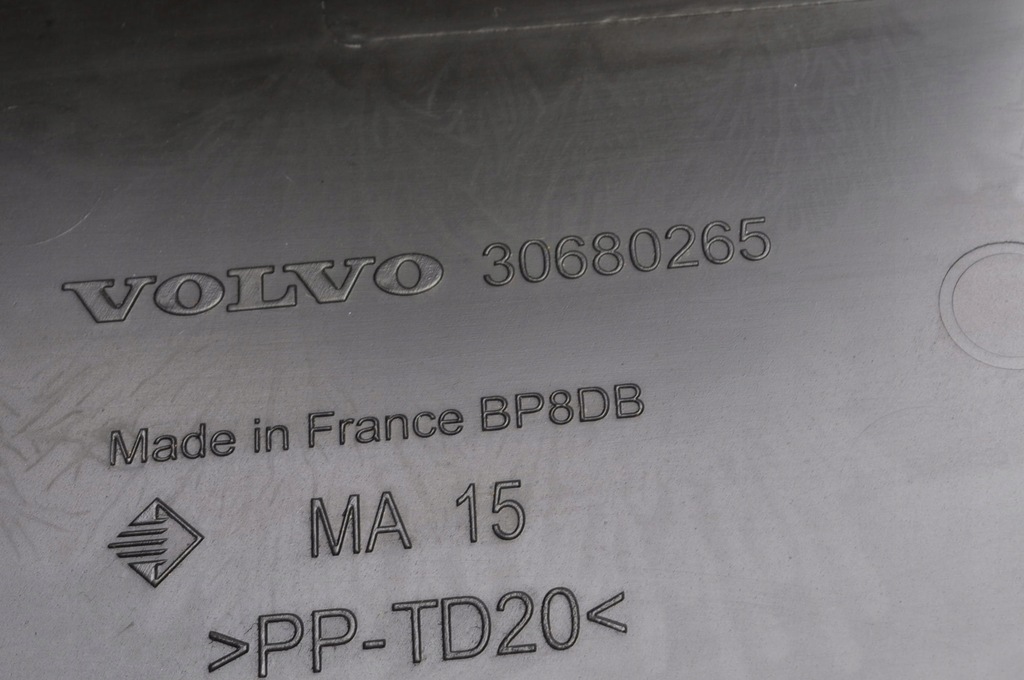 VOLVO 30680265
Made in France BP8DB
MA 15
>PP-TD20<